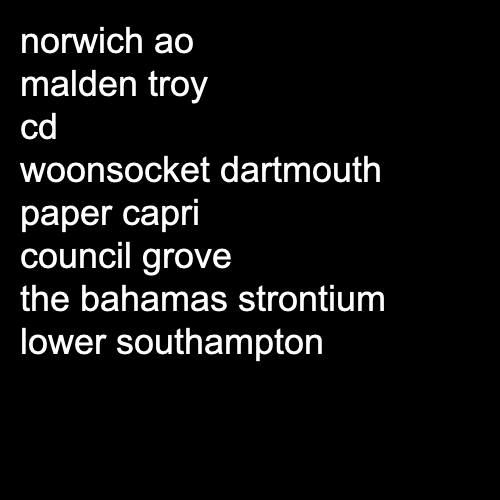 norwich ao
malden troy
cd
woonsocket dartmouth
paper capri
council grove
the bahamas strontium
lower southampton